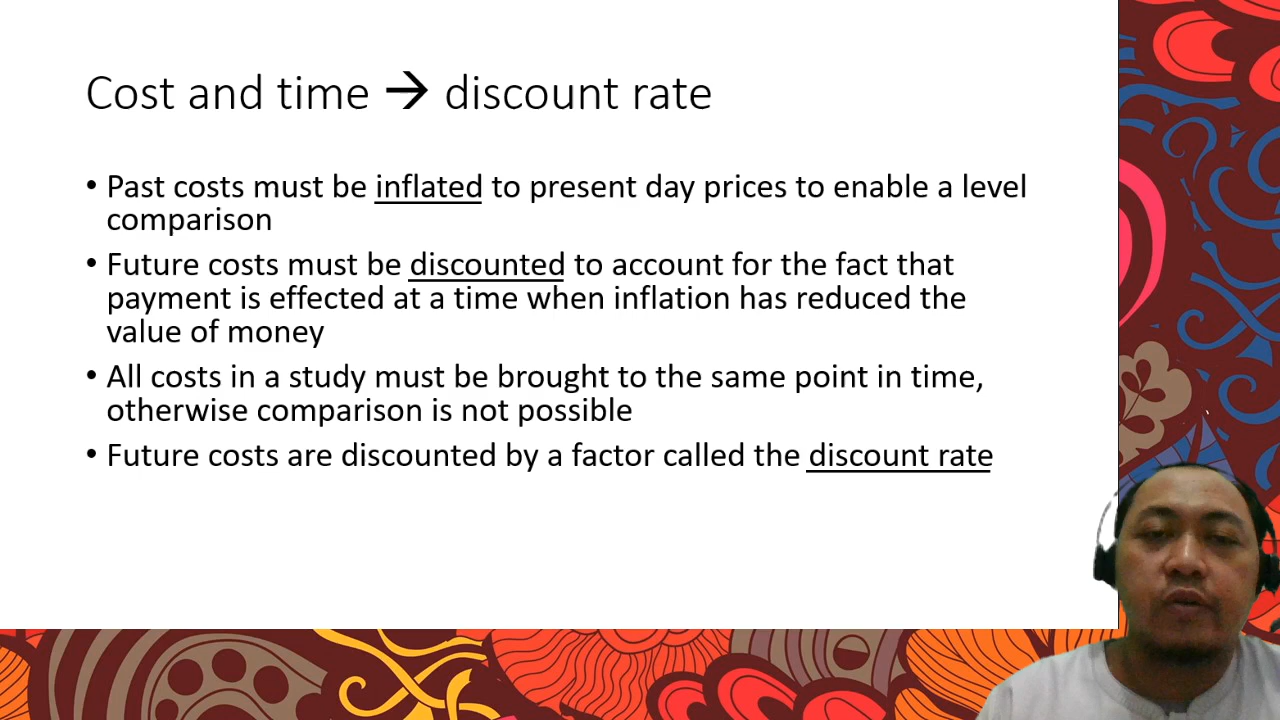 Cost and time → discount rate
• Past costs must be inflated to present day prices to enable a level
comparison
• Future costs must be discounted to account for the fact that
payment is effected at a time when inflation has reduced the
value of money
• All costs in a study must be brought to the same point in time,
otherwise comparison is not possible
• Future costs are discounted by a factor called the discount rate